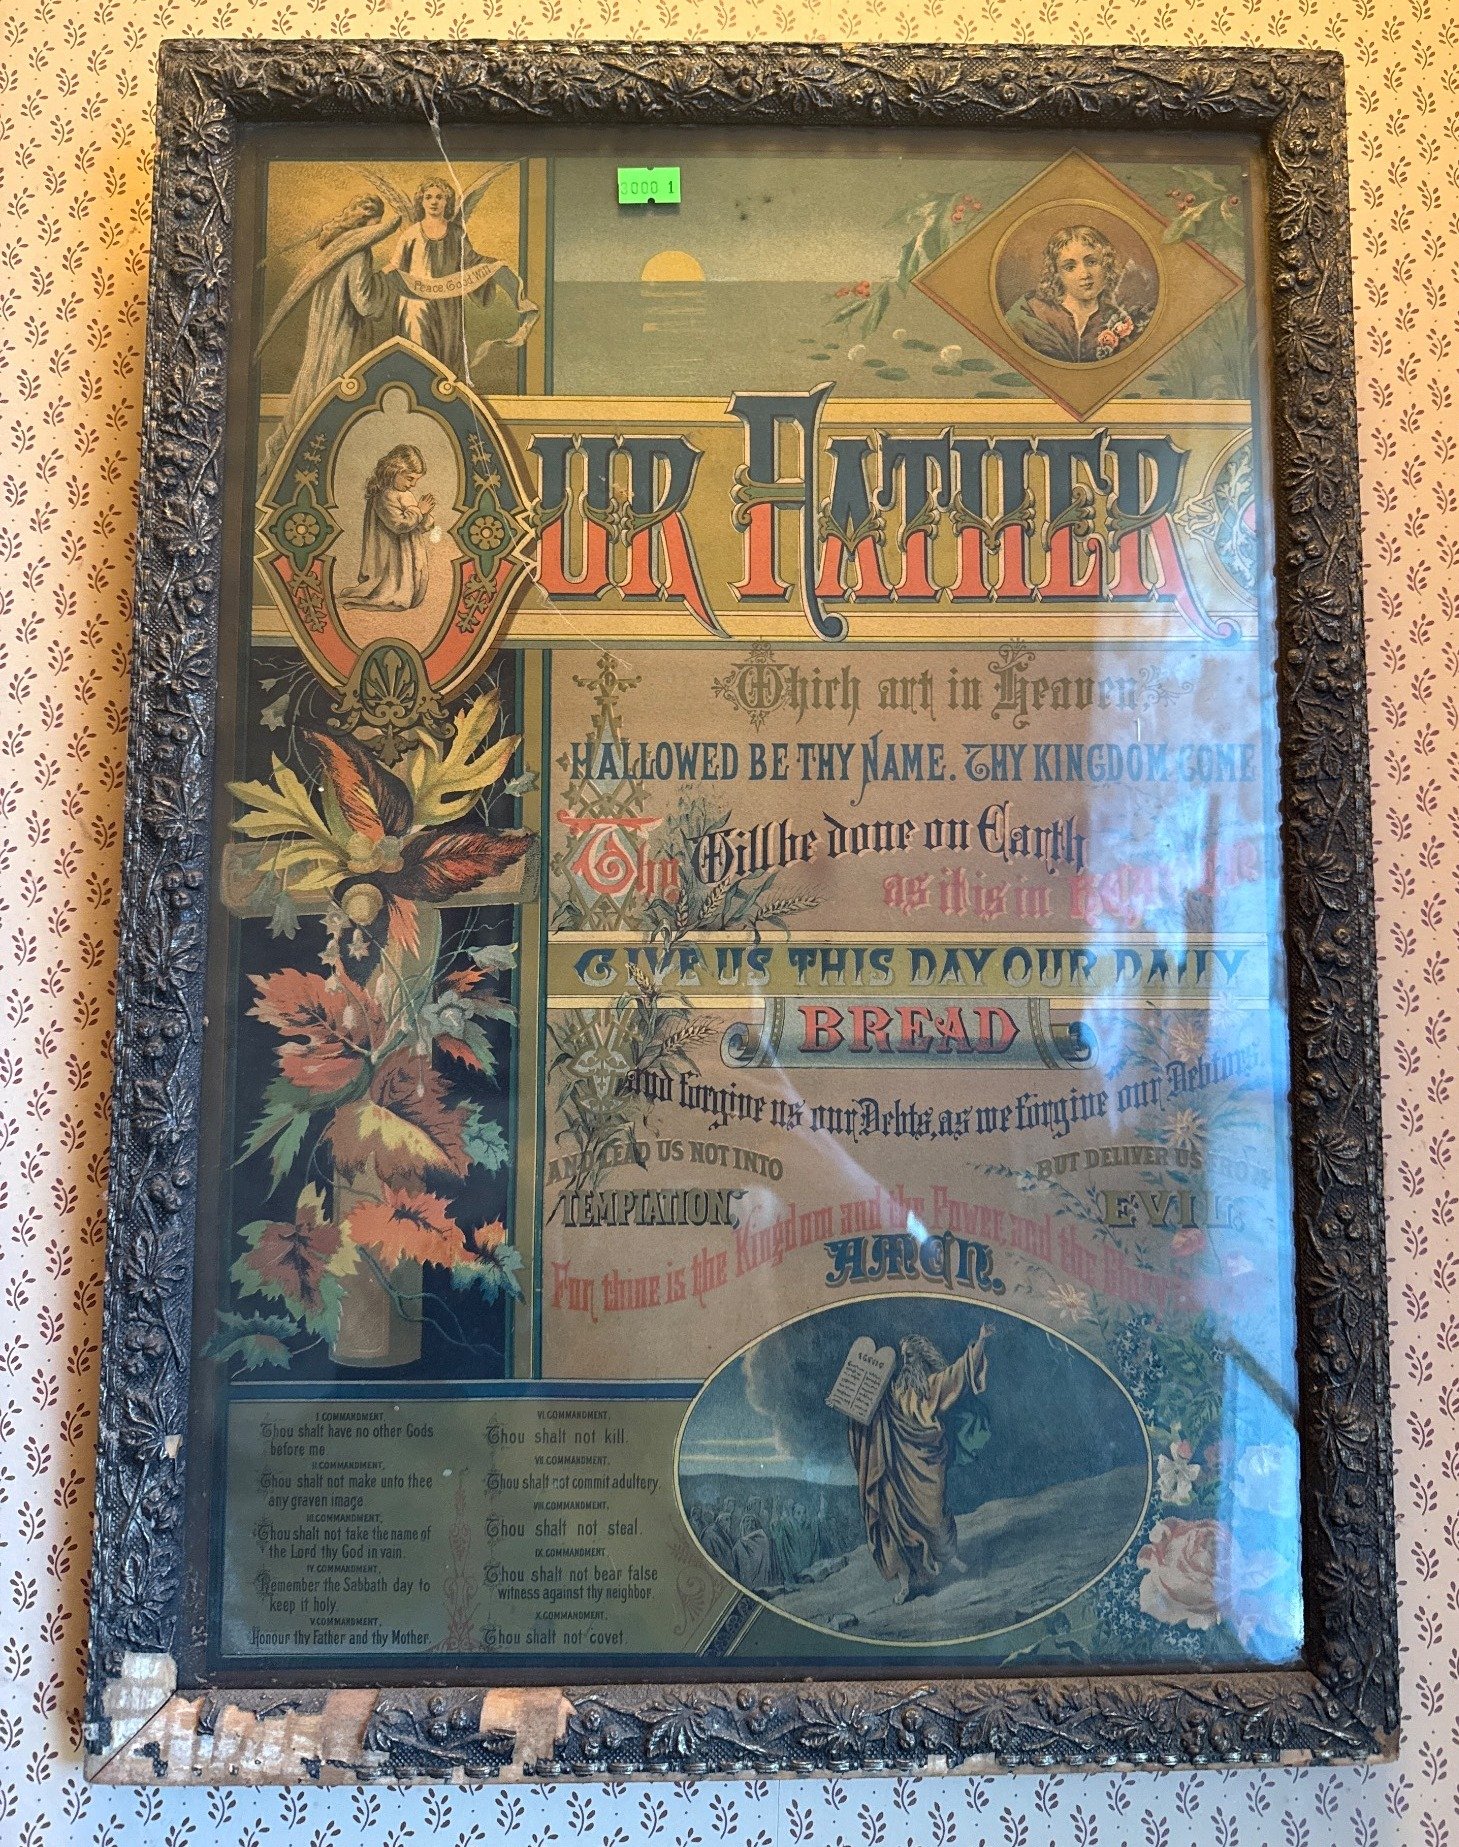 0000 1
Peace, Good Will
OUR FATHER
Which art in Heaven,
HALLOWED BE THY NAME. THY KINGDOM COME
Thy Will be done on Earth
as it is in
GIVE US THIS DAY OUR DAILY
BREAD
and forgive us our Debts, as we forgive our Debtors
AND LEAD US NOT INTO
TEMPTATION,
BUT DELIVER US FROM
EVIL.
For thine is the Kingdom and the Power, and the
AMEN.
I COMMANDMENT,
Thou shalt have no other Gods
before me
II COMMANDMENT,
Thou shalt not make unto thee
any graven image
III COMMANDMENT,
Thou shalt not take the name of
the Lord thy God in vain.
IV COMMANDMENT,
Remember the Sabbath day to
keep it holy.
V COMMANDMENT,
Honour thy Father and thy Mother.
VI COMMANDMENT,
Thou shalt not kill.
VII COMMANDMENT,
Thou shalt not commit adultery.
VIII COMMANDMENT,
Thou shalt not steal.
IX COMMANDMENT,
Thou shalt not bear false
witness against thy neighbor.
X COMMANDMENT,
Thou shalt not covet.